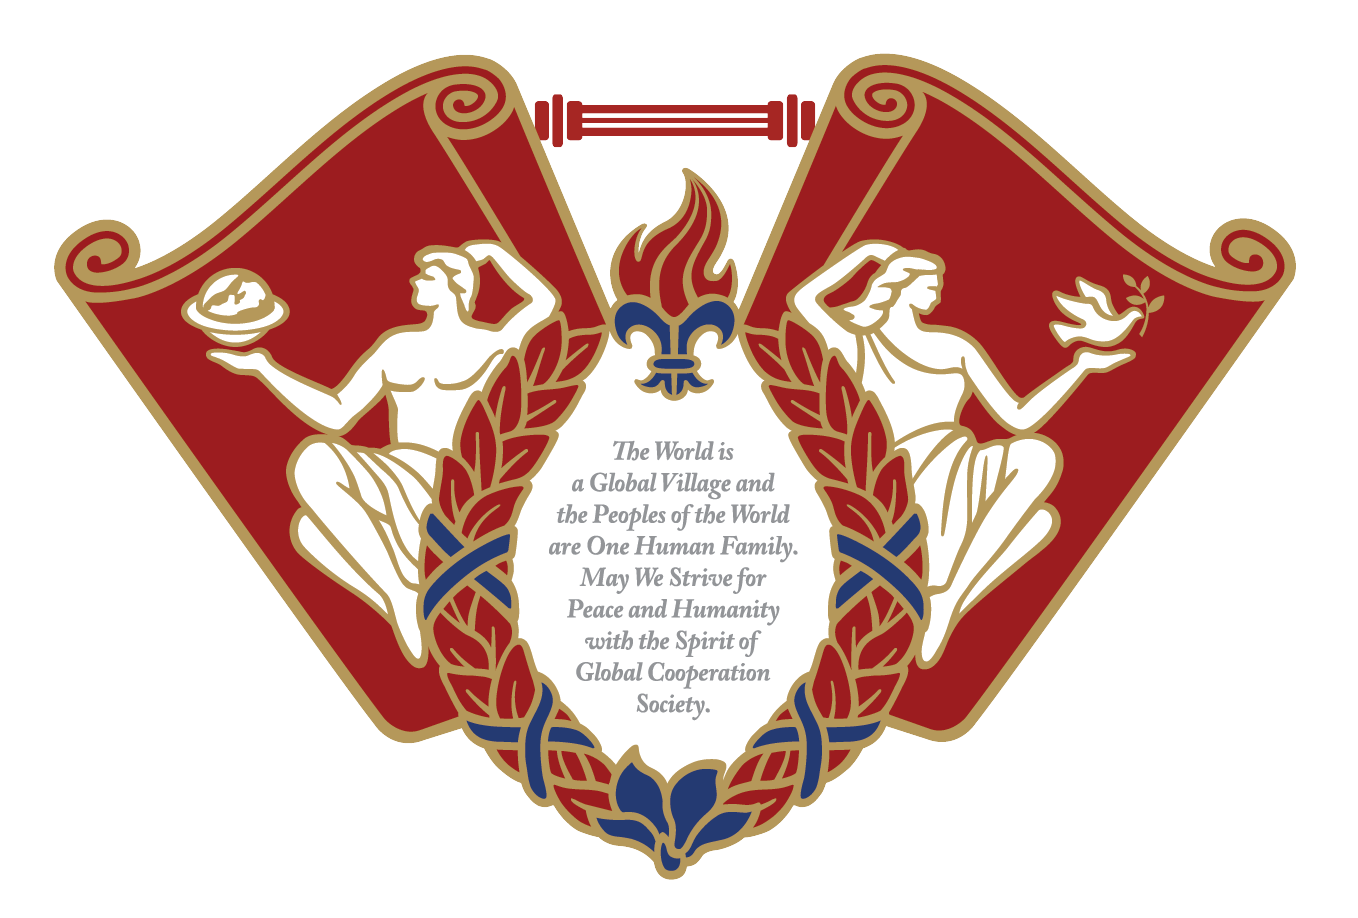 The World is
a Global Village and
the Peoples of the World
are One Human Family.
May We Strive for
Peace and Humanity
with the Spirit of
Global Cooperation
Society.